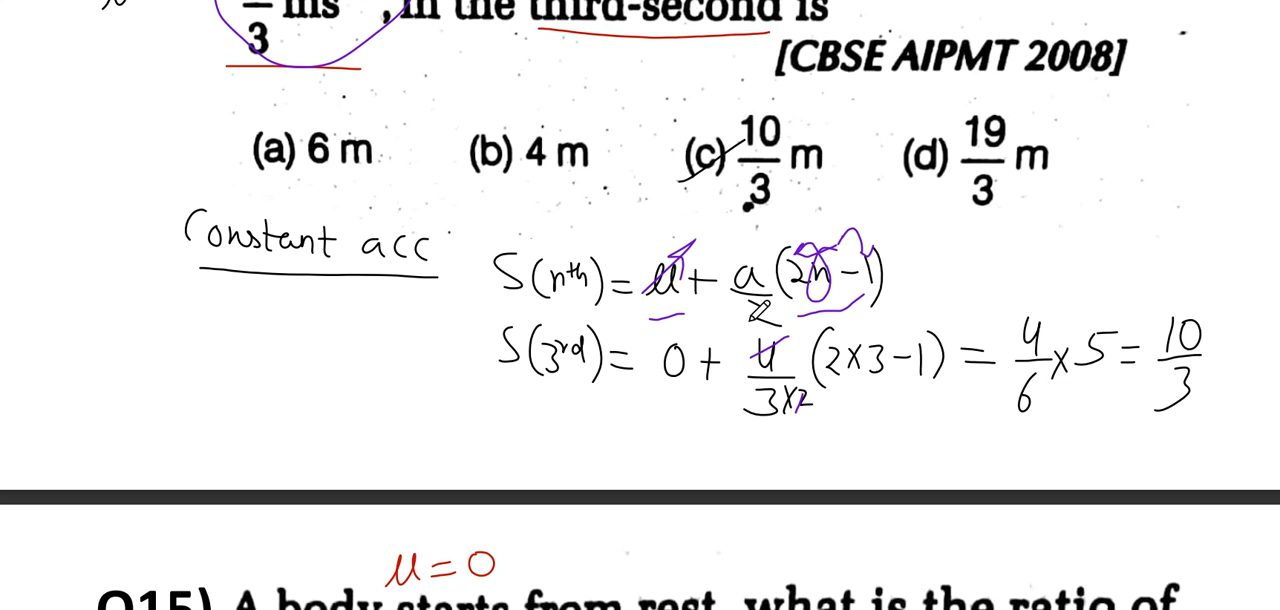 3 ms , in the third-second is
[CBSE AIPMT 2008]
(a) 6 m (b) 4 m (c) 10/3 m (d) 19/3 m
Constant acc
S(nth) = u + a/2 (2n-1)
S(3rd) = 0 + 4/3×2 (2×3-1) = 4/6 × 5 = 10/3
u = 0
Q15) A body starts from rest, what is the ratio of